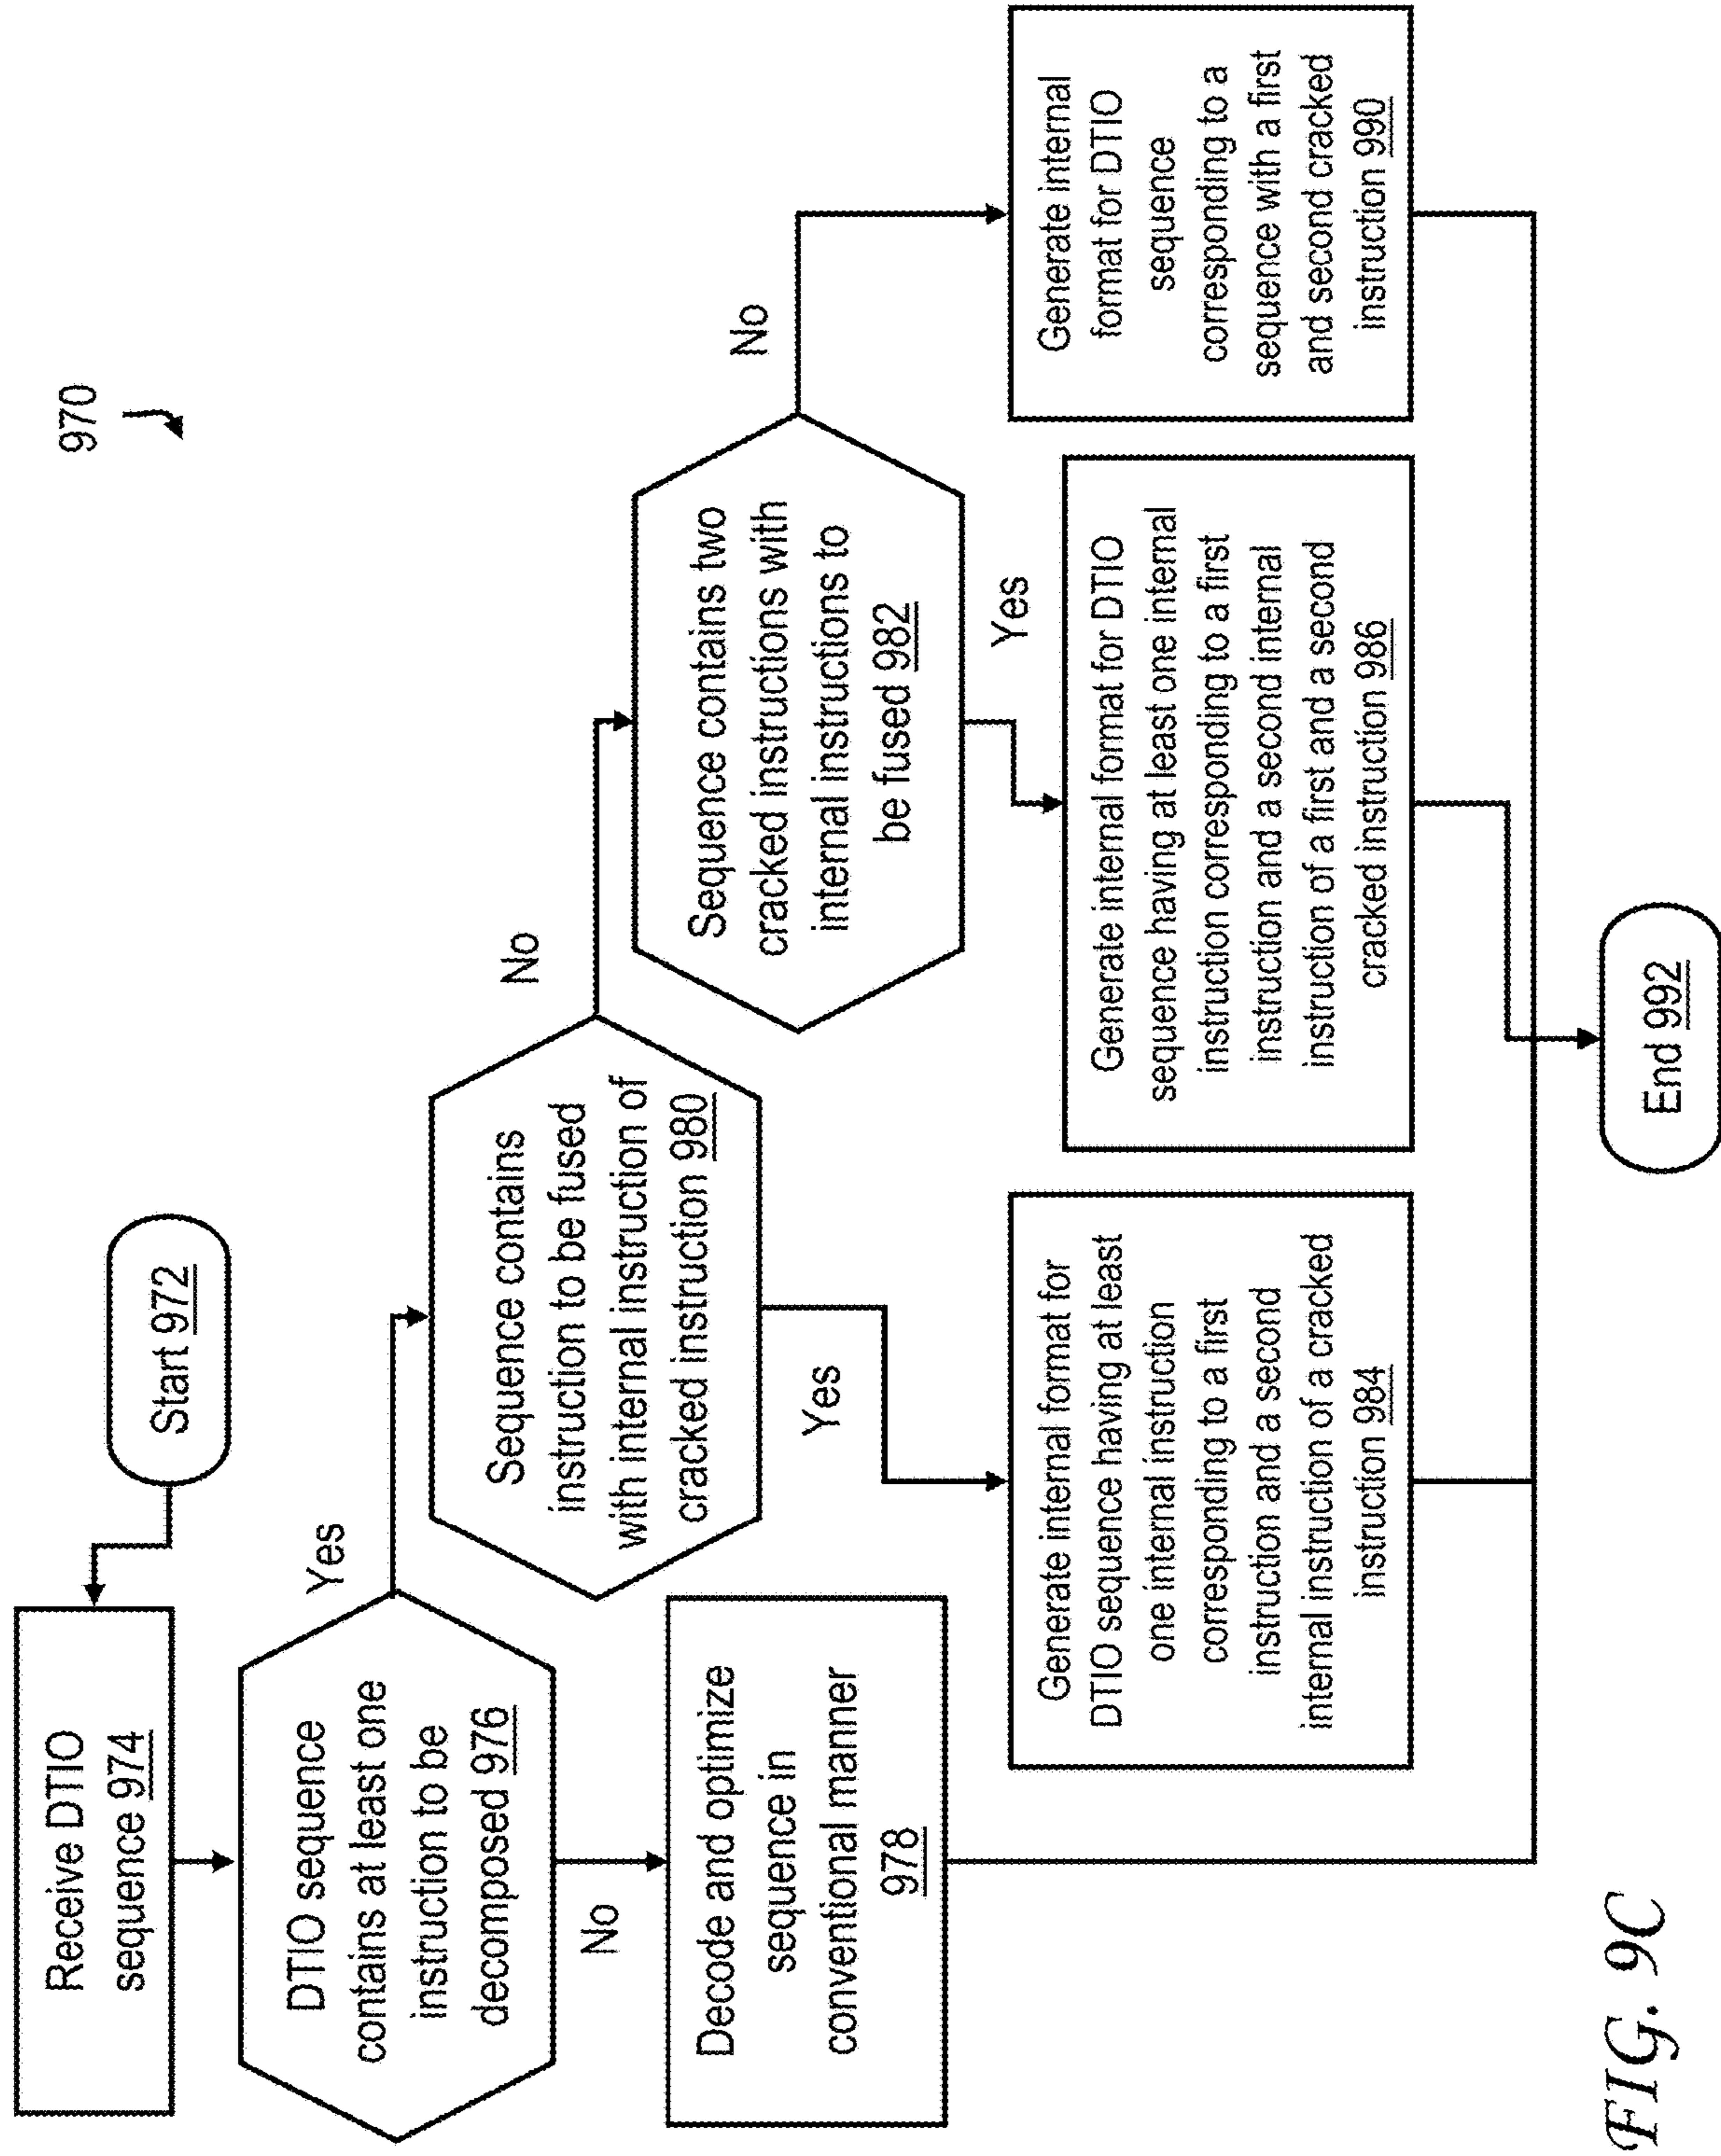 970
Start 972
Receive DTIO
sequence 974
DTIO sequence
contains at least one
instruction to be
decomposed 976
Yes
No
Decode and optimize
sequence in
conventional manner
978
Sequence contains
instruction to be fused
with internal instruction of
cracked instruction 980
No
Yes
Generate internal format for
DTIO sequence having at least
one internal instruction
corresponding to a first
instruction and a second
internal instruction of a cracked
instruction 984
Sequence contains two
cracked instructions with
internal instructions to
be fused 982
No
Yes
Generate internal format for DTIO
sequence having at least one internal
instruction corresponding to a first
instruction and a second internal
instruction of a first and a second
cracked instruction 986
Generate internal
format for DTIO
sequence
corresponding to a
sequence with a first
and second cracked
instruction 990
End 992
FIG. 9C